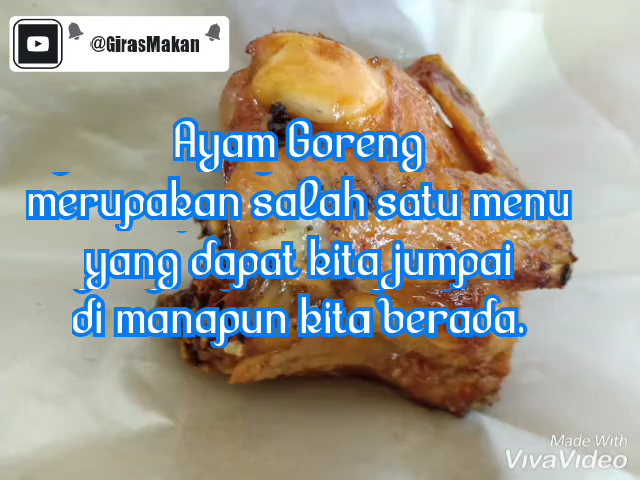 @GirasMakan
Ayam Goreng
merupakan salah satu menu
yang dapat kita jumpai
di manapun kita berada.
Made With
VivaVideo